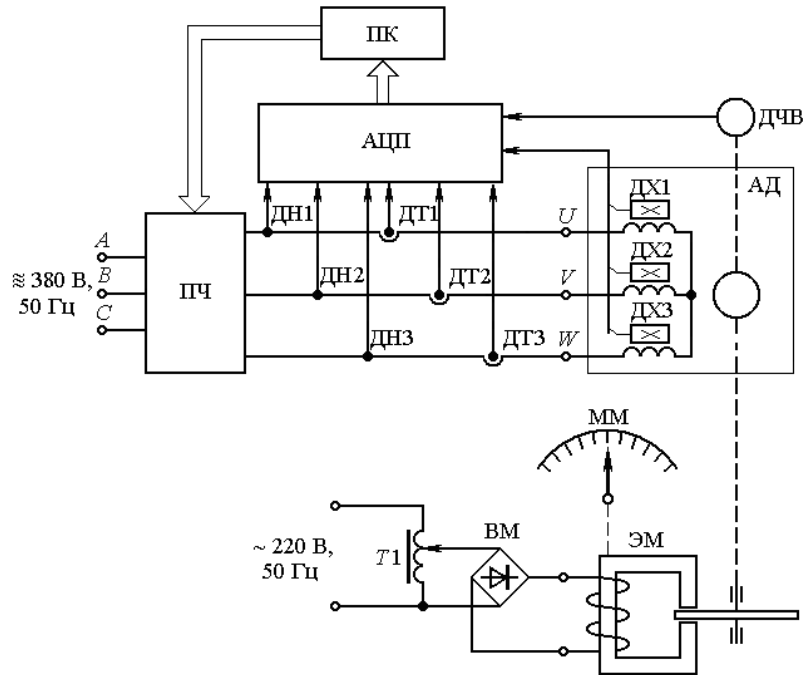 ПК
АЦП
ДЧВ
АД
ДХ1
ДН1
ДТ1
U
A
ДХ2
B
≈ 380 В,
50 Гц
ПЧ
ДН2
ДТ2
V
C
ДХ3
ДН3
ДТ3
W
ММ
~ 220 В,
50 Гц
T1
ВМ
ЭМ